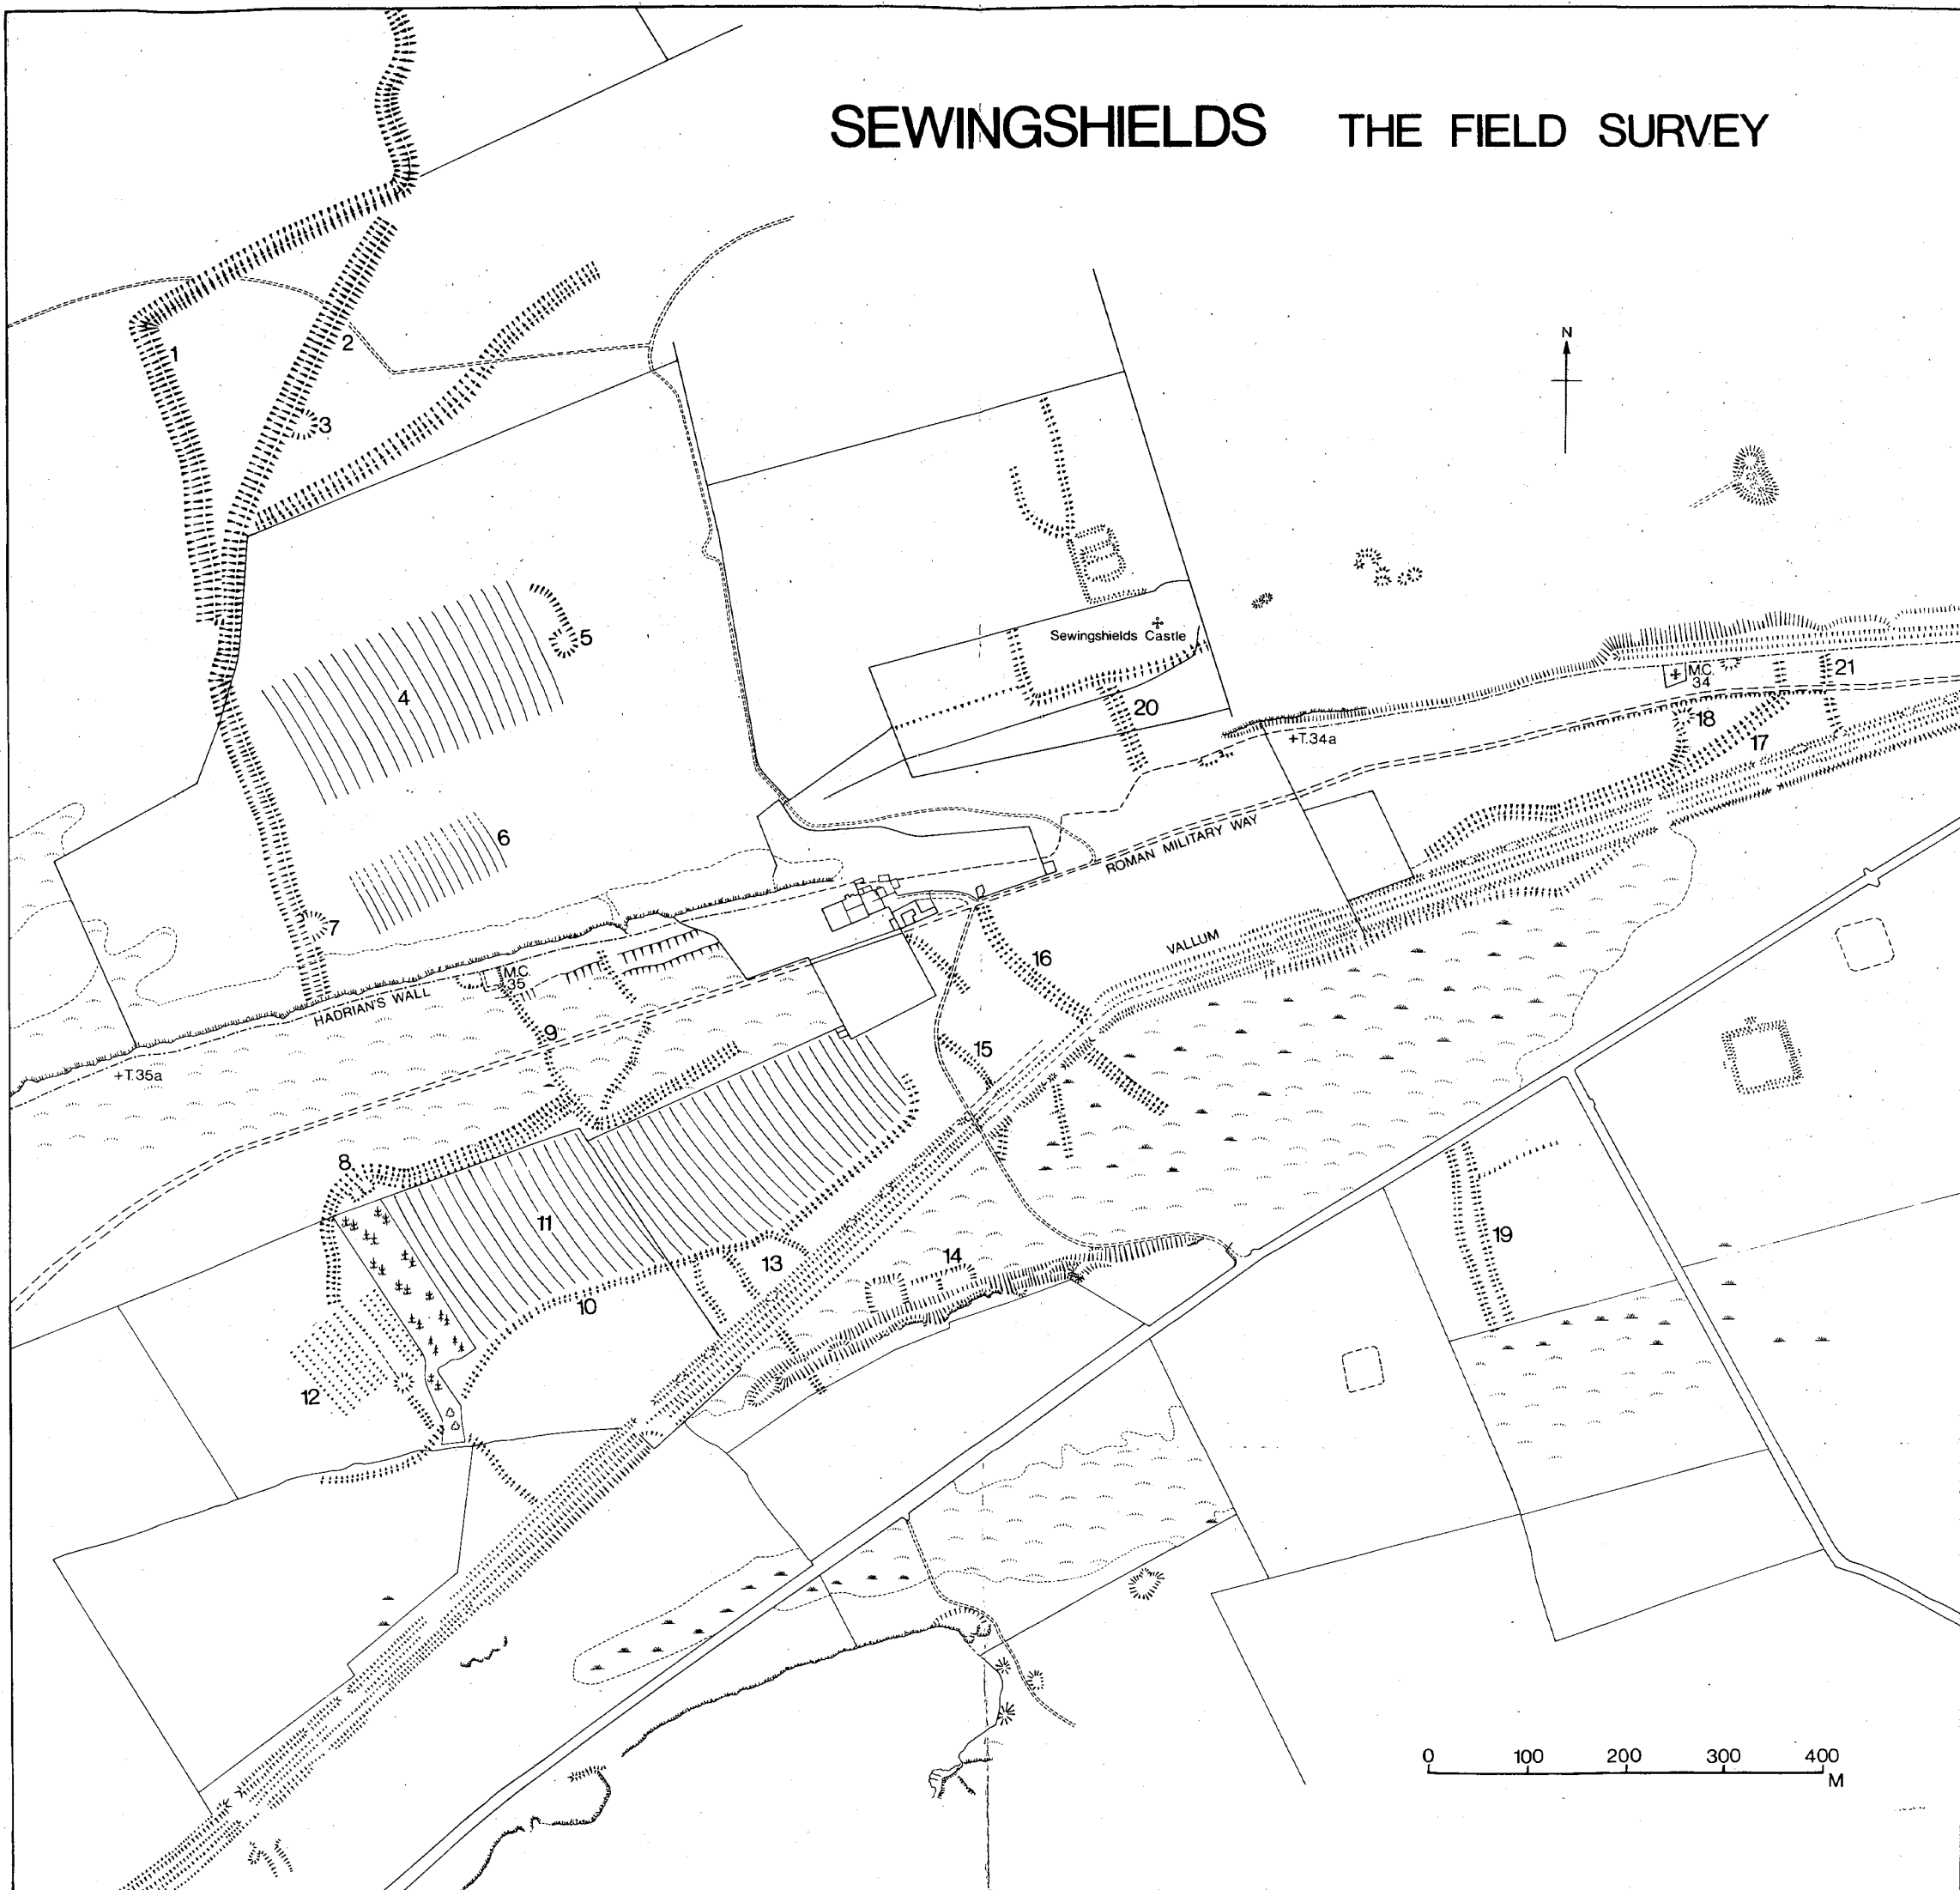 SEWINGSHIELDS THE FIELD SURVEY
N
1
2
3
4
5
6
7
Sewingshields Castle
20
+T.34a
M.C.
34
21
18
17
ROMAN MILITARY WAY
VALLUM
16
M.C.
35
HADRIAN'S WALL
9
15
+T.35a
8
11
10
12
13
14
19
0 100 200 300 400
M